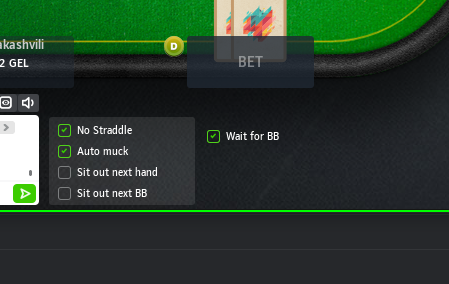 akashvili
2 GEL
D
BET
No Straddle
Auto muck
Sit out next hand
Sit out next BB
Wait for BB